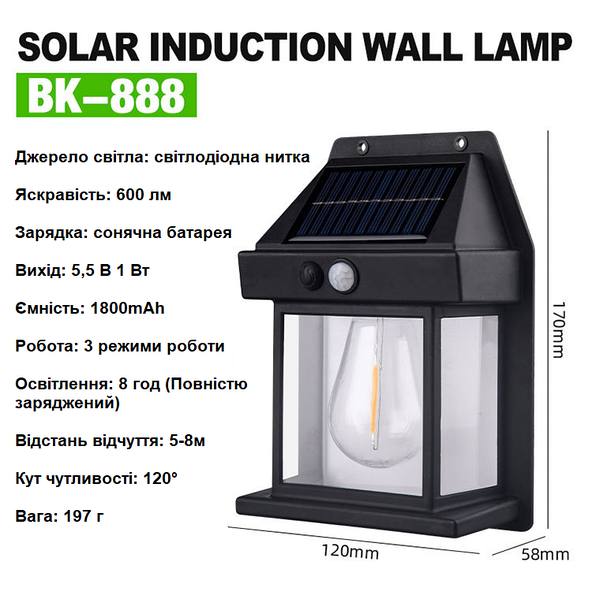 SOLAR INDUCTION WALL LAMP
BK-888
Джерело світла: світлодіодна нитка
Яскравість: 600 лм
Зарядка: сонячна батарея
Вихід: 5,5 В 1 Вт
Ємність: 1800mAh
Робота: 3 режими роботи
Освітлення: 8 год (Повністю
заряджений)
Відстань відчуття: 5-8м
Кут чутливості: 120°
Вага: 197 г
170mm
120mm
58mm